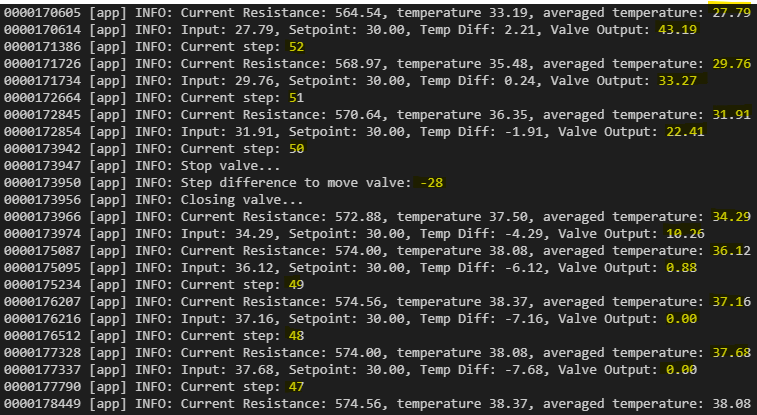 0000170605 [app] INFO: Current Resistance: 564.54, temperature 33.19, averaged temperature: 27.79
0000170614 [app] INFO: Input: 27.79, Setpoint: 30.00, Temp Diff: 2.21, Valve Output: 43.19
0000171386 [app] INFO: Current step: 52
0000171726 [app] INFO: Current Resistance: 568.97, temperature 35.48, averaged temperature: 29.76
0000171734 [app] INFO: Input: 29.76, Setpoint: 30.00, Temp Diff: 0.24, Valve Output: 33.27
0000172664 [app] INFO: Current step: 51
0000172845 [app] INFO: Current Resistance: 570.64, temperature 36.35, averaged temperature: 31.91
0000172854 [app] INFO: Input: 31.91, Setpoint: 30.00, Temp Diff: -1.91, Valve Output: 22.41
0000173942 [app] INFO: Current step: 50
0000173947 [app] INFO: Stop valve...
0000173950 [app] INFO: Step difference to move valve: -28
0000173956 [app] INFO: Closing valve...
0000173966 [app] INFO: Current Resistance: 572.88, temperature 37.50, averaged temperature: 34.29
0000173974 [app] INFO: Input: 34.29, Setpoint: 30.00, Temp Diff: -4.29, Valve Output: 10.26
0000175087 [app] INFO: Current Resistance: 574.00, temperature 38.08, averaged temperature: 36.12
0000175095 [app] INFO: Input: 36.12, Setpoint: 30.00, Temp Diff: -6.12, Valve Output: 0.88
0000175234 [app] INFO: Current step: 49
0000176207 [app] INFO: Current Resistance: 574.56, temperature 38.37, averaged temperature: 37.16
0000176216 [app] INFO: Input: 37.16, Setpoint: 30.00, Temp Diff: -7.16, Valve Output: 0.00
0000176512 [app] INFO: Current step: 48
0000177328 [app] INFO: Current Resistance: 574.00, temperature 38.08, averaged temperature: 37.68
0000177337 [app] INFO: Input: 37.68, Setpoint: 30.00, Temp Diff: -7.68, Valve Output: 0.00
0000177790 [app] INFO: Current step: 47
0000178449 [app] INFO: Current Resistance: 574.56, temperature 38.37, averaged temperature: 38.08